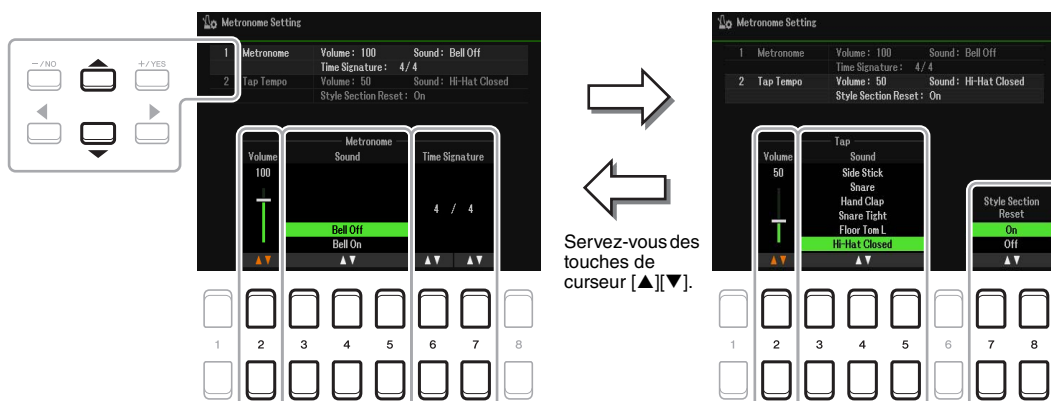 Metronome Setting
1 Metronome Volume : 100 Sound : Bell Off
Time Signature : 4/4
2 Tap Tempo Volume : 50 Sound : Hi-Hat Closed
Style Section Reset : On
-/NO +/YES
Metronome
Volume Sound Time Signature
100
4 / 4
Bell Off
Bell On
1 2 3 4 5 6 7 8
Servez-vous des
touches de
curseur [▲][▼].
Metronome Setting
1 Metronome Volume : 100 Sound : Bell Off
Time Signature : 4/4
2 Tap Tempo Volume : 50 Sound : Hi-Hat Closed
Style Section Reset : On
Tap
Volume Sound
50 Side Stick
Snare
Hand Clap
Snare Tight
Floor Tom L
Hi-Hat Closed
Style Section
Reset
On
Off
1 2 3 4 5 6 7 8